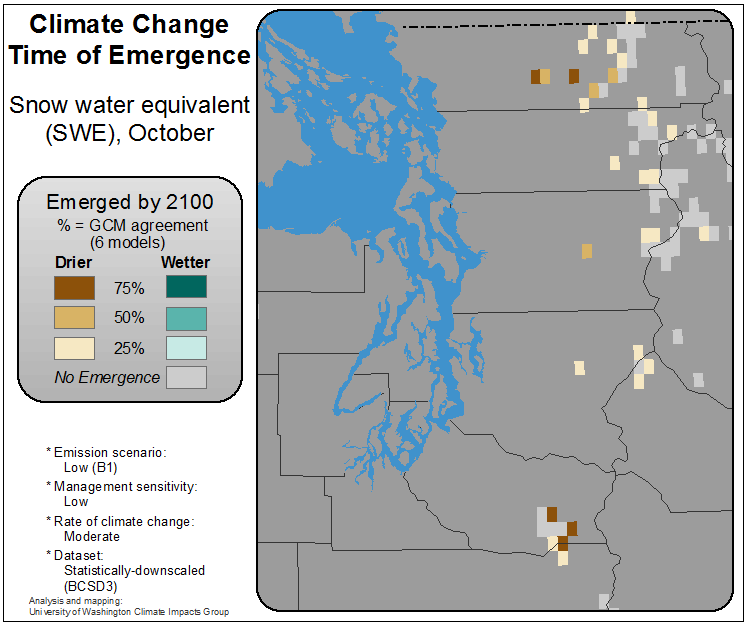 Climate Change
Time of Emergence
Snow water equivalent
(SWE), October
Emerged by 2100
% = GCM agreement
(6 models)
Drier Wetter
75%
50%
25%
No Emergence
* Emission scenario:
Low (B1)
* Management sensitivity:
Low
* Rate of climate change:
Moderate
* Dataset:
Statistically-downscaled
(BCSD3)
Analysis and mapping:
University of Washington Climate Impacts Group